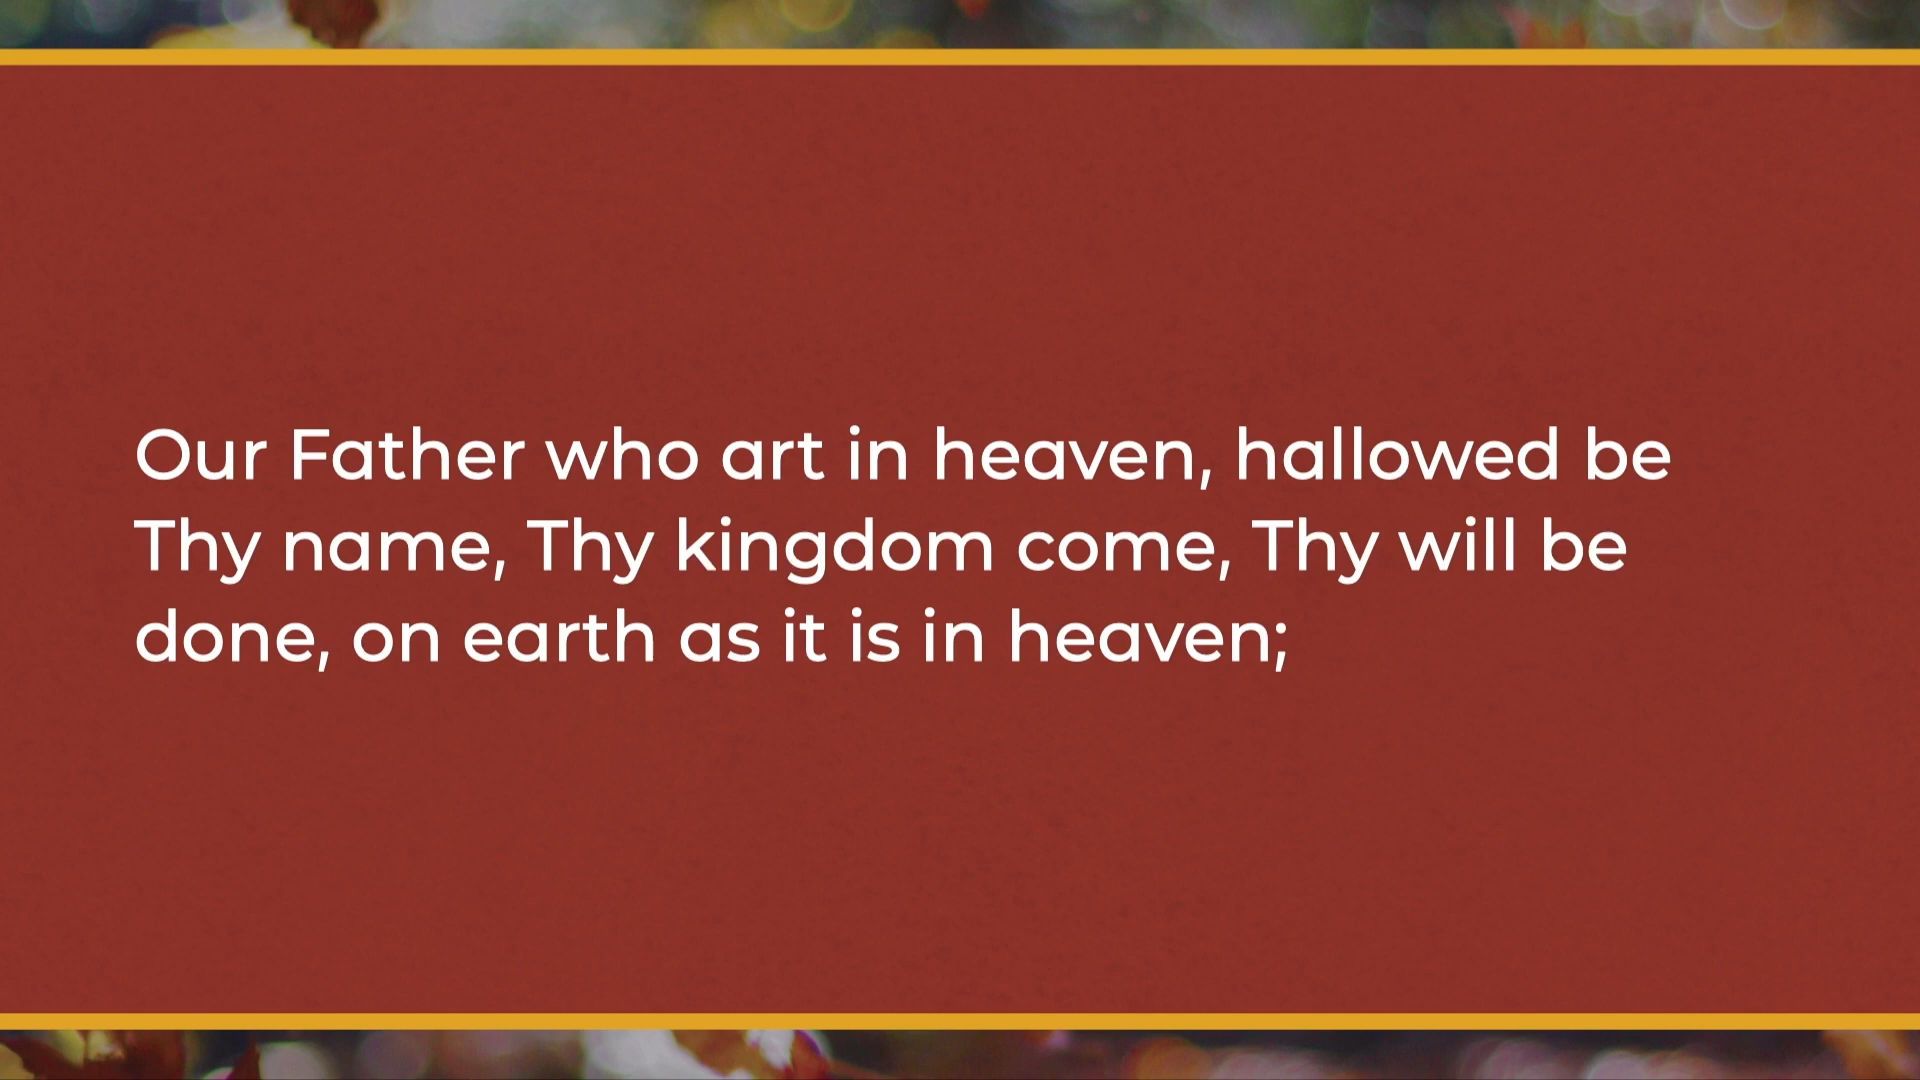 Our Father who art in heaven, hallowed be
Thy name, Thy kingdom come, Thy will be
done, on earth as it is in heaven;